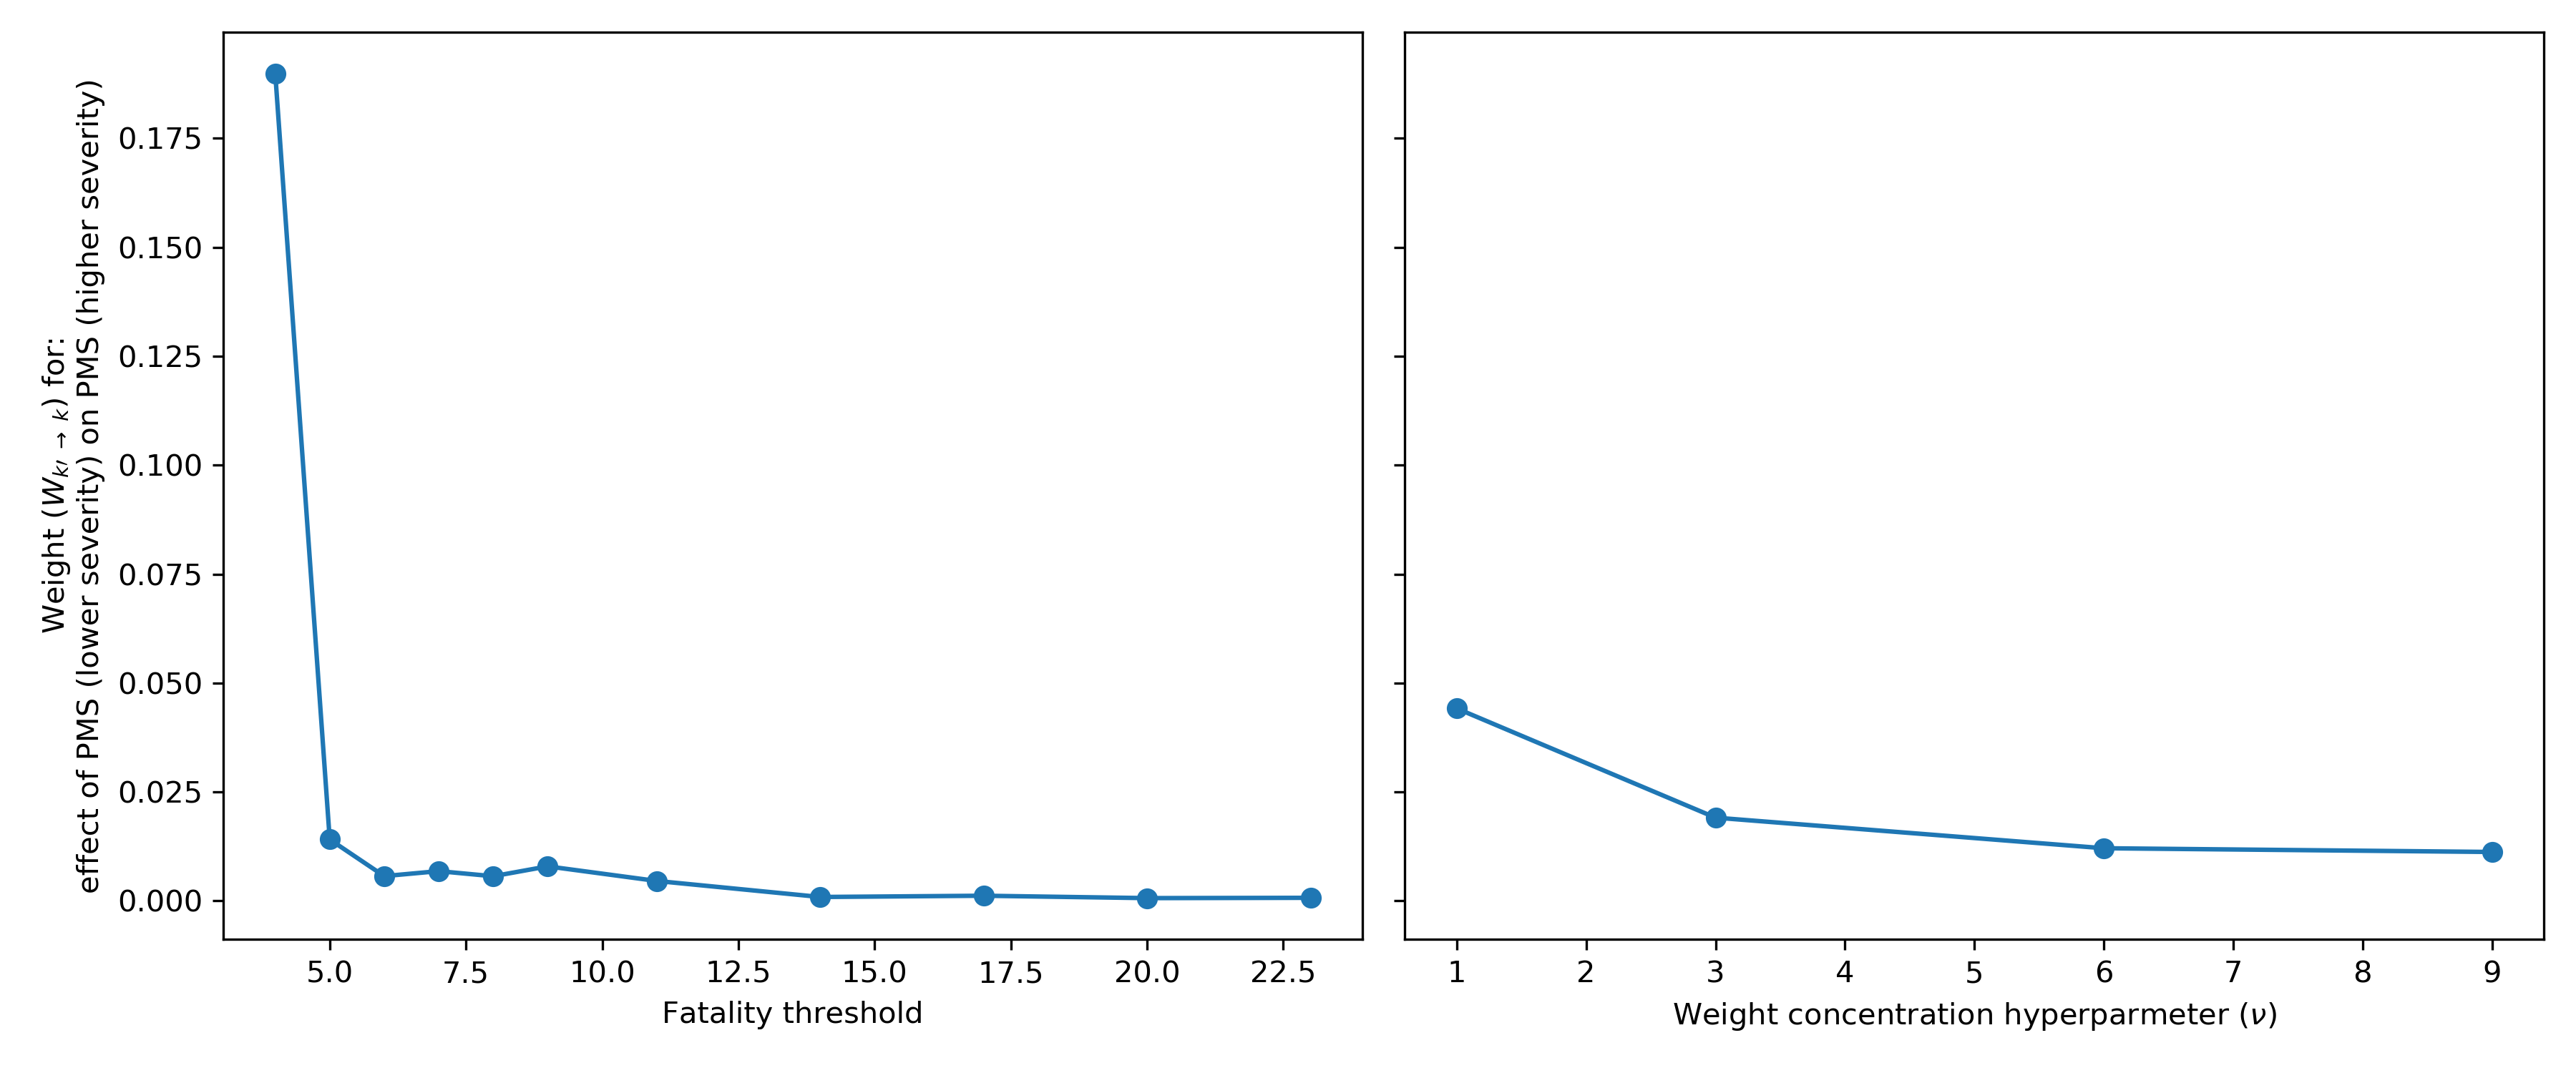 Weight (W_{k′ → k}) for:
effect of PMS (lower severity) on PMS (higher severity)
0.175
0.150
0.125
0.100
0.075
0.050
0.025
0.000
5.0 7.5 10.0 12.5 15.0 17.5 20.0 22.5
Fatality threshold
1 2 3 4 5 6 7 8 9
Weight concentration hyperparmeter (ν)